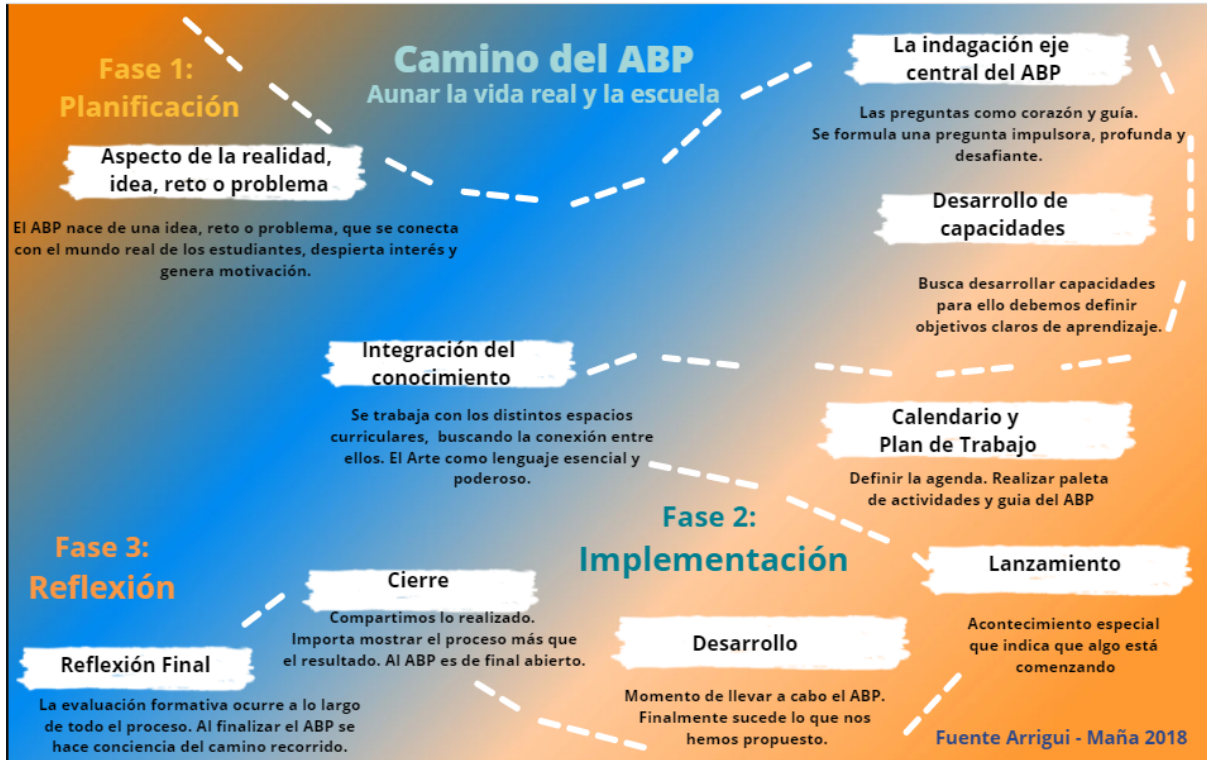 Camino del ABP
Aunar la vida real y la escuela
Fase 1:
Planificación
Aspecto de la realidad,
idea, reto o problema
El ABP nace de una idea, reto o problema, que se conecta
con el mundo real de los estudiantes, despierta interés y
genera motivación.
La indagación eje
central del ABP
Las preguntas como corazón y guía.
Se formula una pregunta impulsora, profunda y
desafiante.
Desarrollo de
capacidades
Busca desarrollar capacidades
para ello debemos definir
objetivos claros de aprendizaje.
Integración del
conocimiento
Se trabaja con los distintos espacios
curriculares, buscando la conexión entre
ellos. El Arte como lenguaje esencial y
poderoso.
Calendario y
Plan de Trabajo
Definir la agenda. Realizar paleta
de actividades y guia del ABP
Fase 2:
Implementación
Lanzamiento
Acontecimiento especial
que indica que algo está
comenzando
Desarrollo
Momento de llevar a cabo el ABP.
Finalmente sucede lo que nos
hemos propuesto.
Cierre
Compartimos lo realizado.
Importa mostrar el proceso más que
el resultado. Al ABP es de final abierto.
Fase 3:
Reflexión
Reflexión Final
La evaluación formativa ocurre a lo largo
de todo el proceso. Al finalizar el ABP se
hace conciencia del camino recorrido.
Fuente Arrigui - Maña 2018